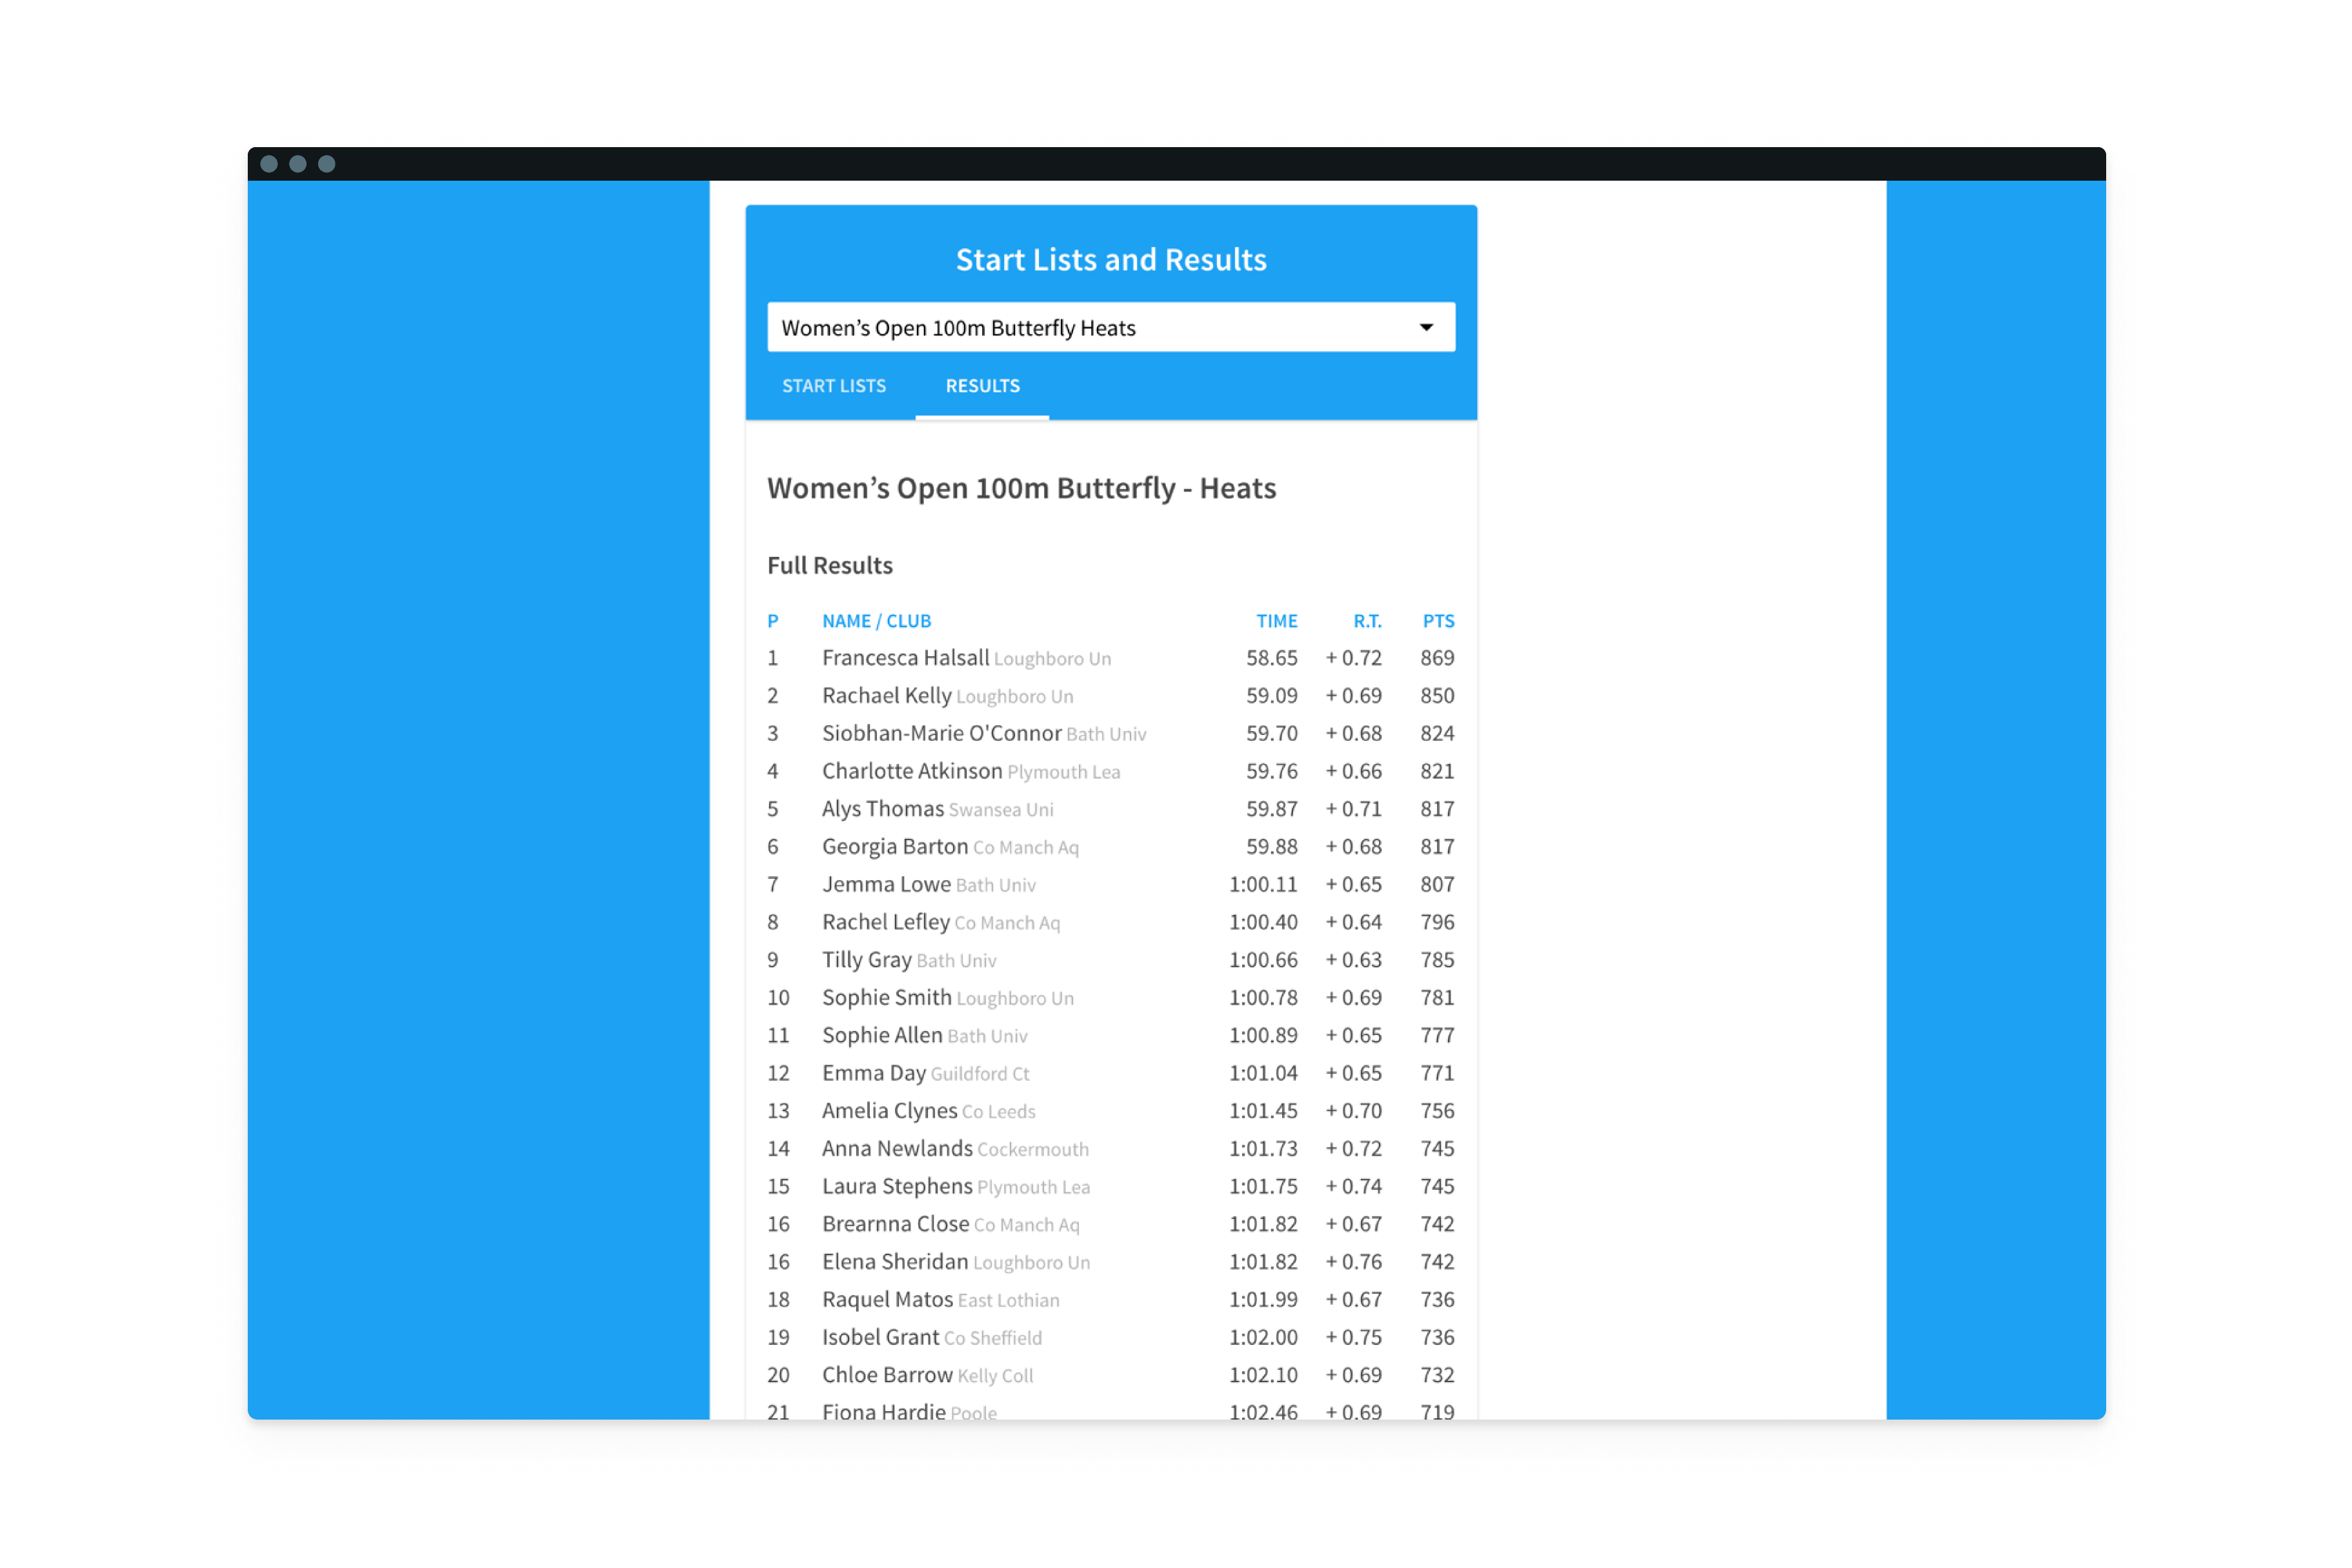 Start Lists and Results
Women’s Open 100m Butterfly Heats
START LISTS RESULTS
Women’s Open 100m Butterfly - Heats
Full Results
P NAME / CLUB TIME R.T. PTS
1 Francesca Halsall Loughboro Un 58.65 + 0.72 869
2 Rachael Kelly Loughboro Un 59.09 + 0.69 850
3 Siobhan-Marie O'Connor Bath Univ 59.70 + 0.68 824
4 Charlotte Atkinson Plymouth Lea 59.76 + 0.66 821
5 Alys Thomas Swansea Uni 59.87 + 0.71 817
6 Georgia Barton Co Manch Aq 59.88 + 0.68 817
7 Jemma Lowe Bath Univ 1:00.11 + 0.65 807
8 Rachel Lefley Co Manch Aq 1:00.40 + 0.64 796
9 Tilly Gray Bath Univ 1:00.66 + 0.63 785
10 Sophie Smith Loughboro Un 1:00.78 + 0.69 781
11 Sophie Allen Bath Univ 1:00.89 + 0.65 777
12 Emma Day Guildford Ct 1:01.04 + 0.65 771
13 Amelia Clynes Co Leeds 1:01.45 + 0.70 756
14 Anna Newlands Cockermouth 1:01.73 + 0.72 745
15 Laura Stephens Plymouth Lea 1:01.75 + 0.74 745
16 Brearnna Close Co Manch Aq 1:01.82 + 0.67 742
16 Elena Sheridan Loughboro Un 1:01.82 + 0.76 742
18 Raquel Matos East Lothian 1:01.99 + 0.67 736
19 Isobel Grant Co Sheffield 1:02.00 + 0.75 736
20 Chloe Barrow Kelly Coll 1:02.10 + 0.69 732
21 Fiona Hardie Poole 1:02.46 + 0.69 719